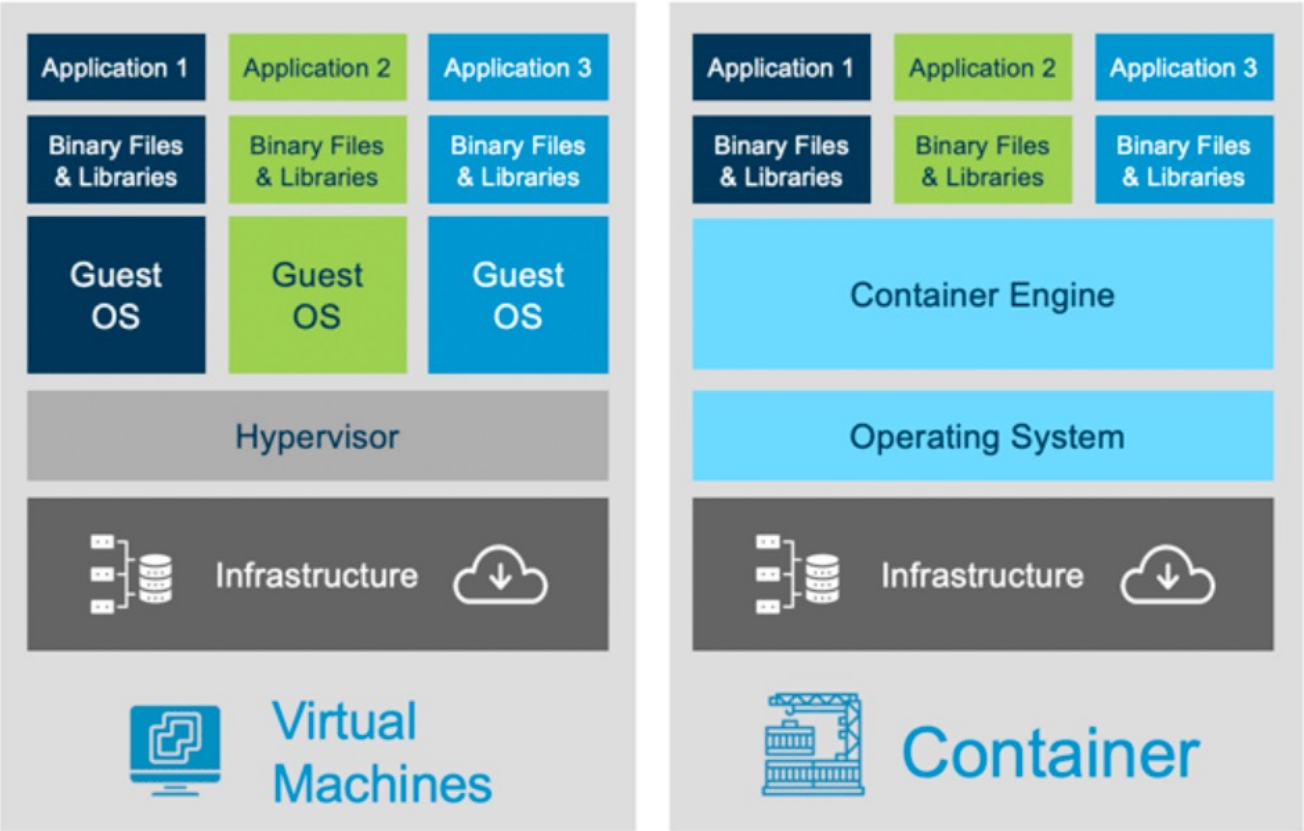 Application 1
Application 2
Application 3
Binary Files
& Libraries
Binary Files
& Libraries
Binary Files
& Libraries
Guest
OS
Guest
OS
Guest
OS
Hypervisor
Infrastructure
Virtual
Machines
Application 1
Application 2
Application 3
Binary Files
& Libraries
Binary Files
& Libraries
Binary Files
& Libraries
Container Engine
Operating System
Infrastructure
Container